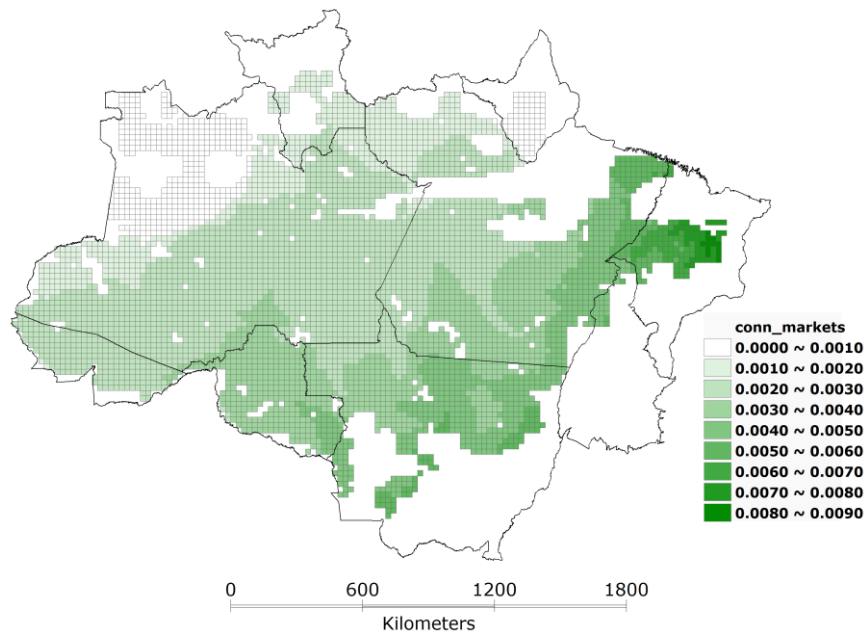 conn_markets
0.0000 ~ 0.0010
0.0010 ~ 0.0020
0.0020 ~ 0.0030
0.0030 ~ 0.0040
0.0040 ~ 0.0050
0.0050 ~ 0.0060
0.0060 ~ 0.0070
0.0070 ~ 0.0080
0.0080 ~ 0.0090
0 600 1200 1800
Kilometers